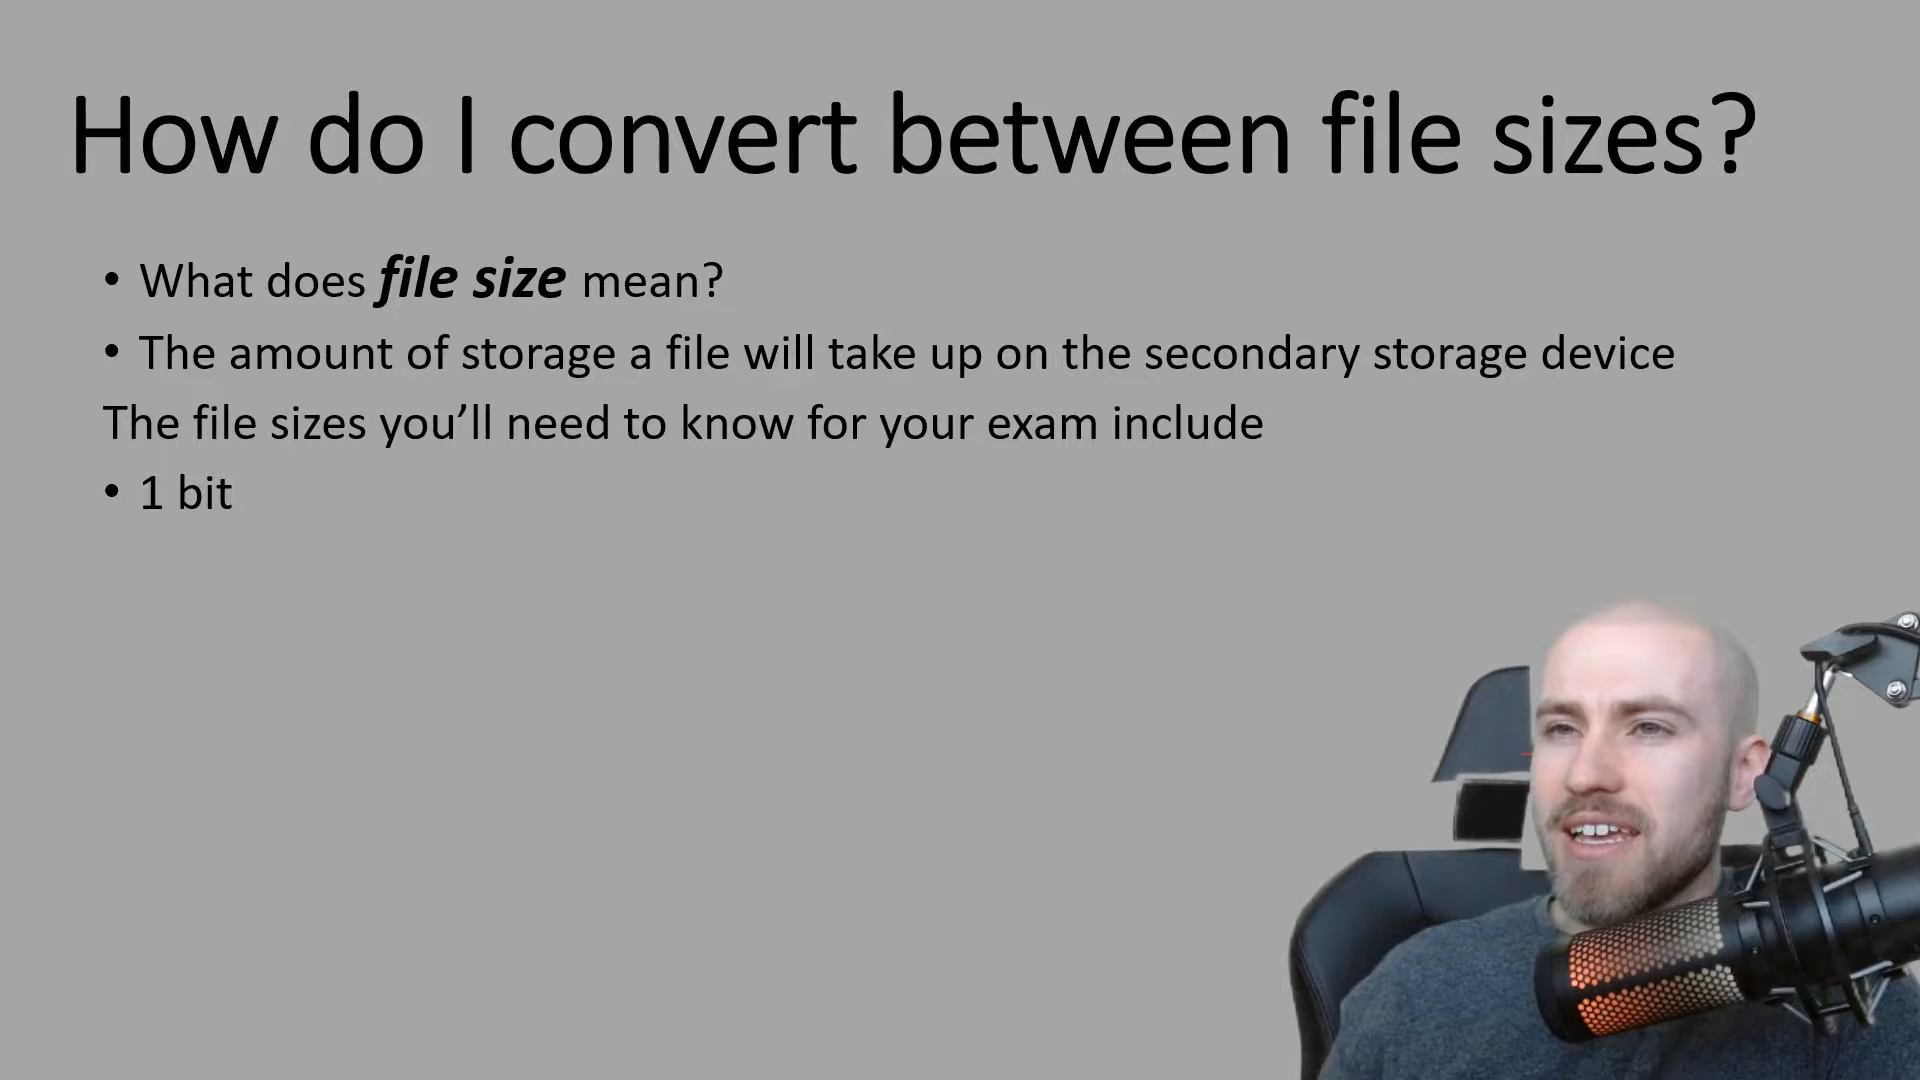 How do I convert between file sizes?
• What does file size mean?
• The amount of storage a file will take up on the secondary storage device
The file sizes you’ll need to know for your exam include
• 1 bit